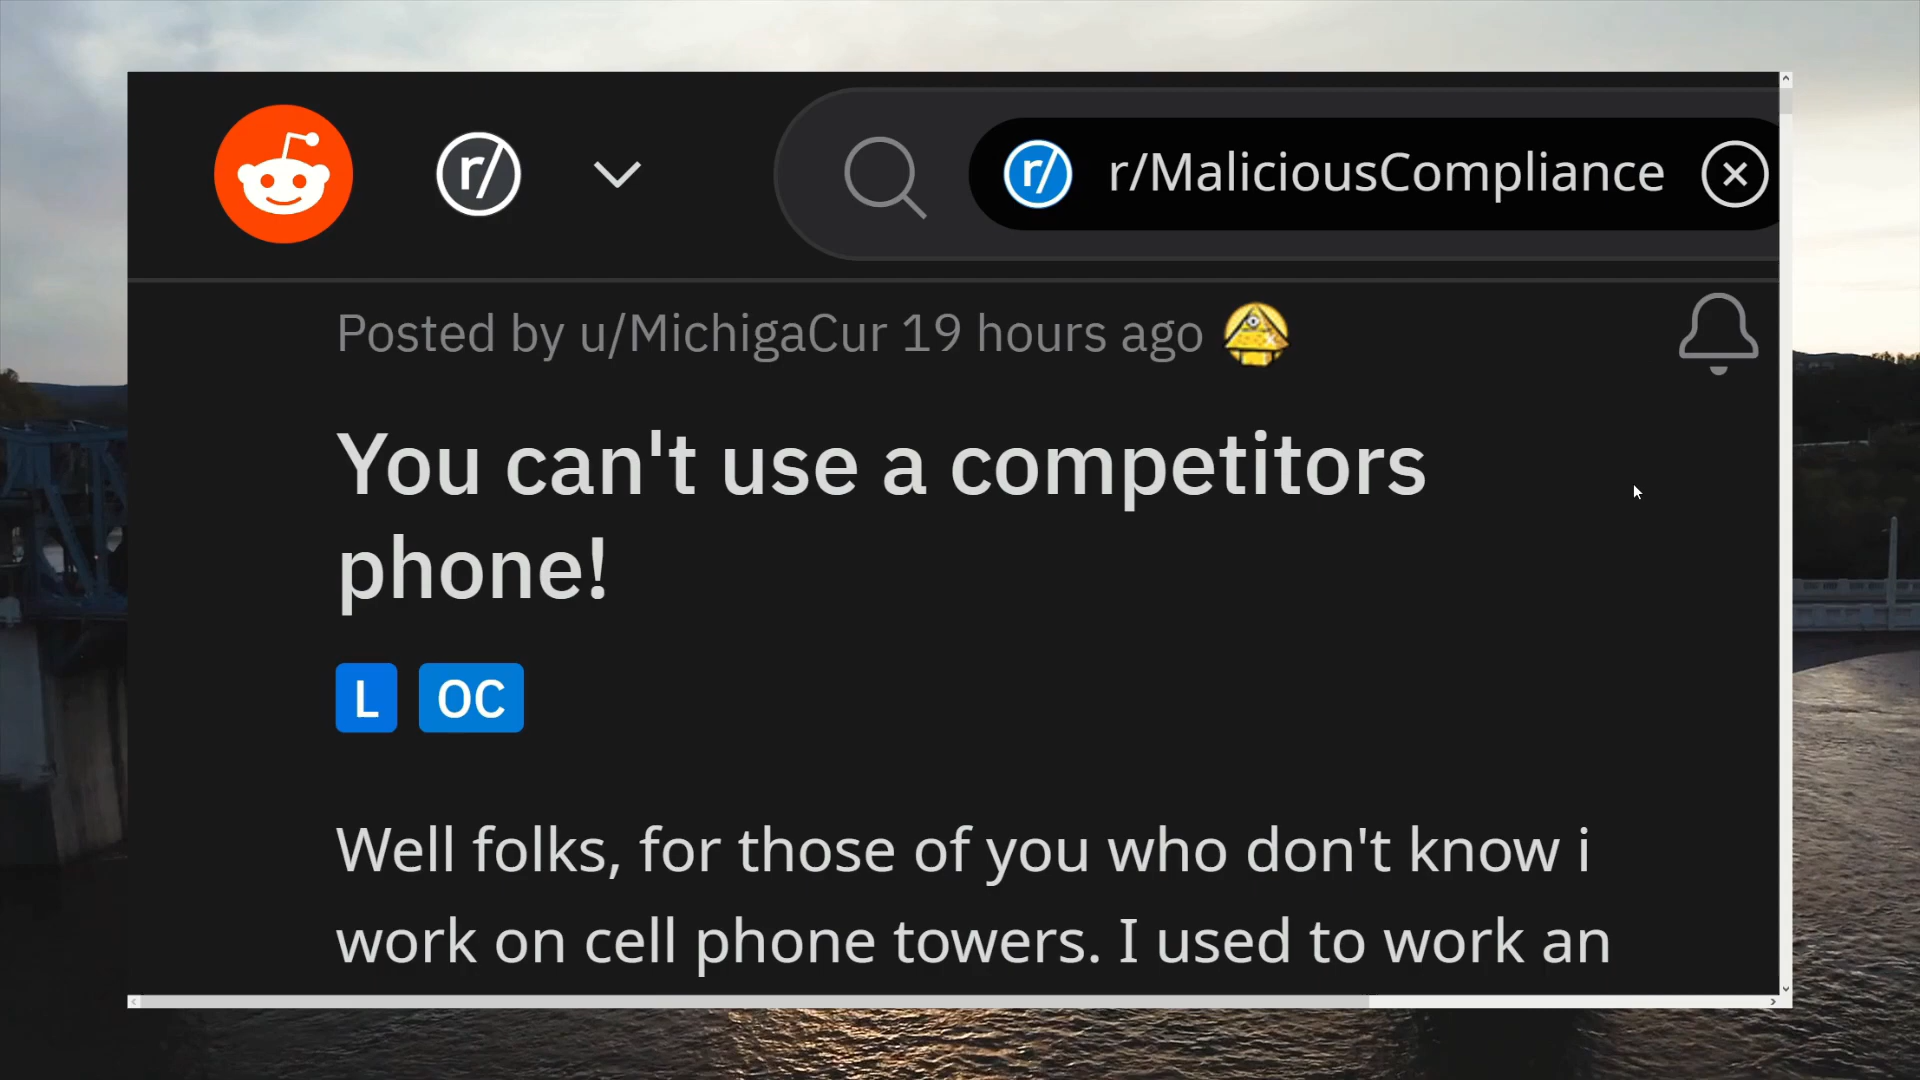 r/ r/ r/MaliciousCompliance
Posted by u/MichigaCur 19 hours ago
You can't use a competitors
phone!
L OC
Well folks, for those of you who don't know i
work on cell phone towers. I used to work an